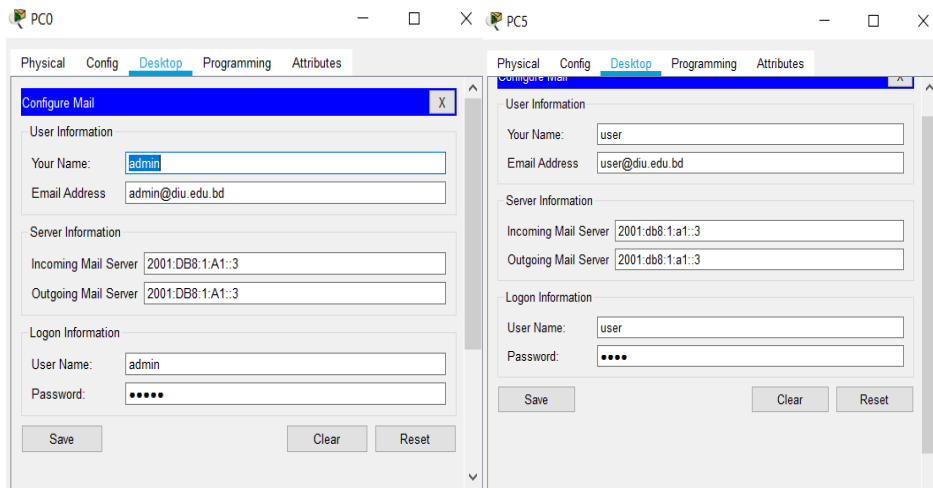 PC0
Physical Config Desktop Programming Attributes
Configure Mail
X
User Information
Your Name: admin
Email Address admin@diu.edu.bd
Server Information
Incoming Mail Server 2001:DB8:1:A1::3
Outgoing Mail Server 2001:DB8:1:A1::3
Logon Information
User Name: admin
Password: •••••
Save Clear Reset
PC5
Physical Config Desktop Programming Attributes
Configure Mail
X
User Information
Your Name: user
Email Address user@diu.edu.bd
Server Information
Incoming Mail Server 2001:db8:1:a1::3
Outgoing Mail Server 2001:db8:1:a1::3
Logon Information
User Name: user
Password: ••••
Save Clear Reset